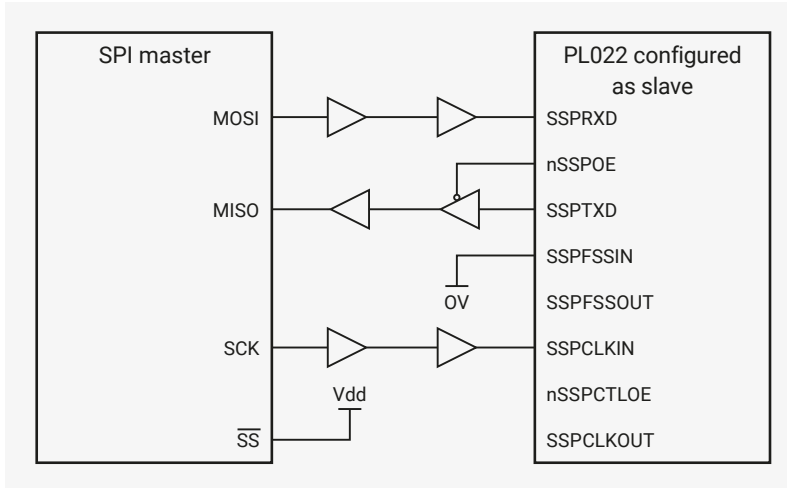 SPI master
MOSI
MISO
SCK
Vdd
SS
0V
PL022 configured
as slave
SSPRXD
nSSPOE
SSPTXD
SSPFSSIN
SSPFSSOUT
SSPCLKIN
nSSPCTLOE
SSPCLKOUT